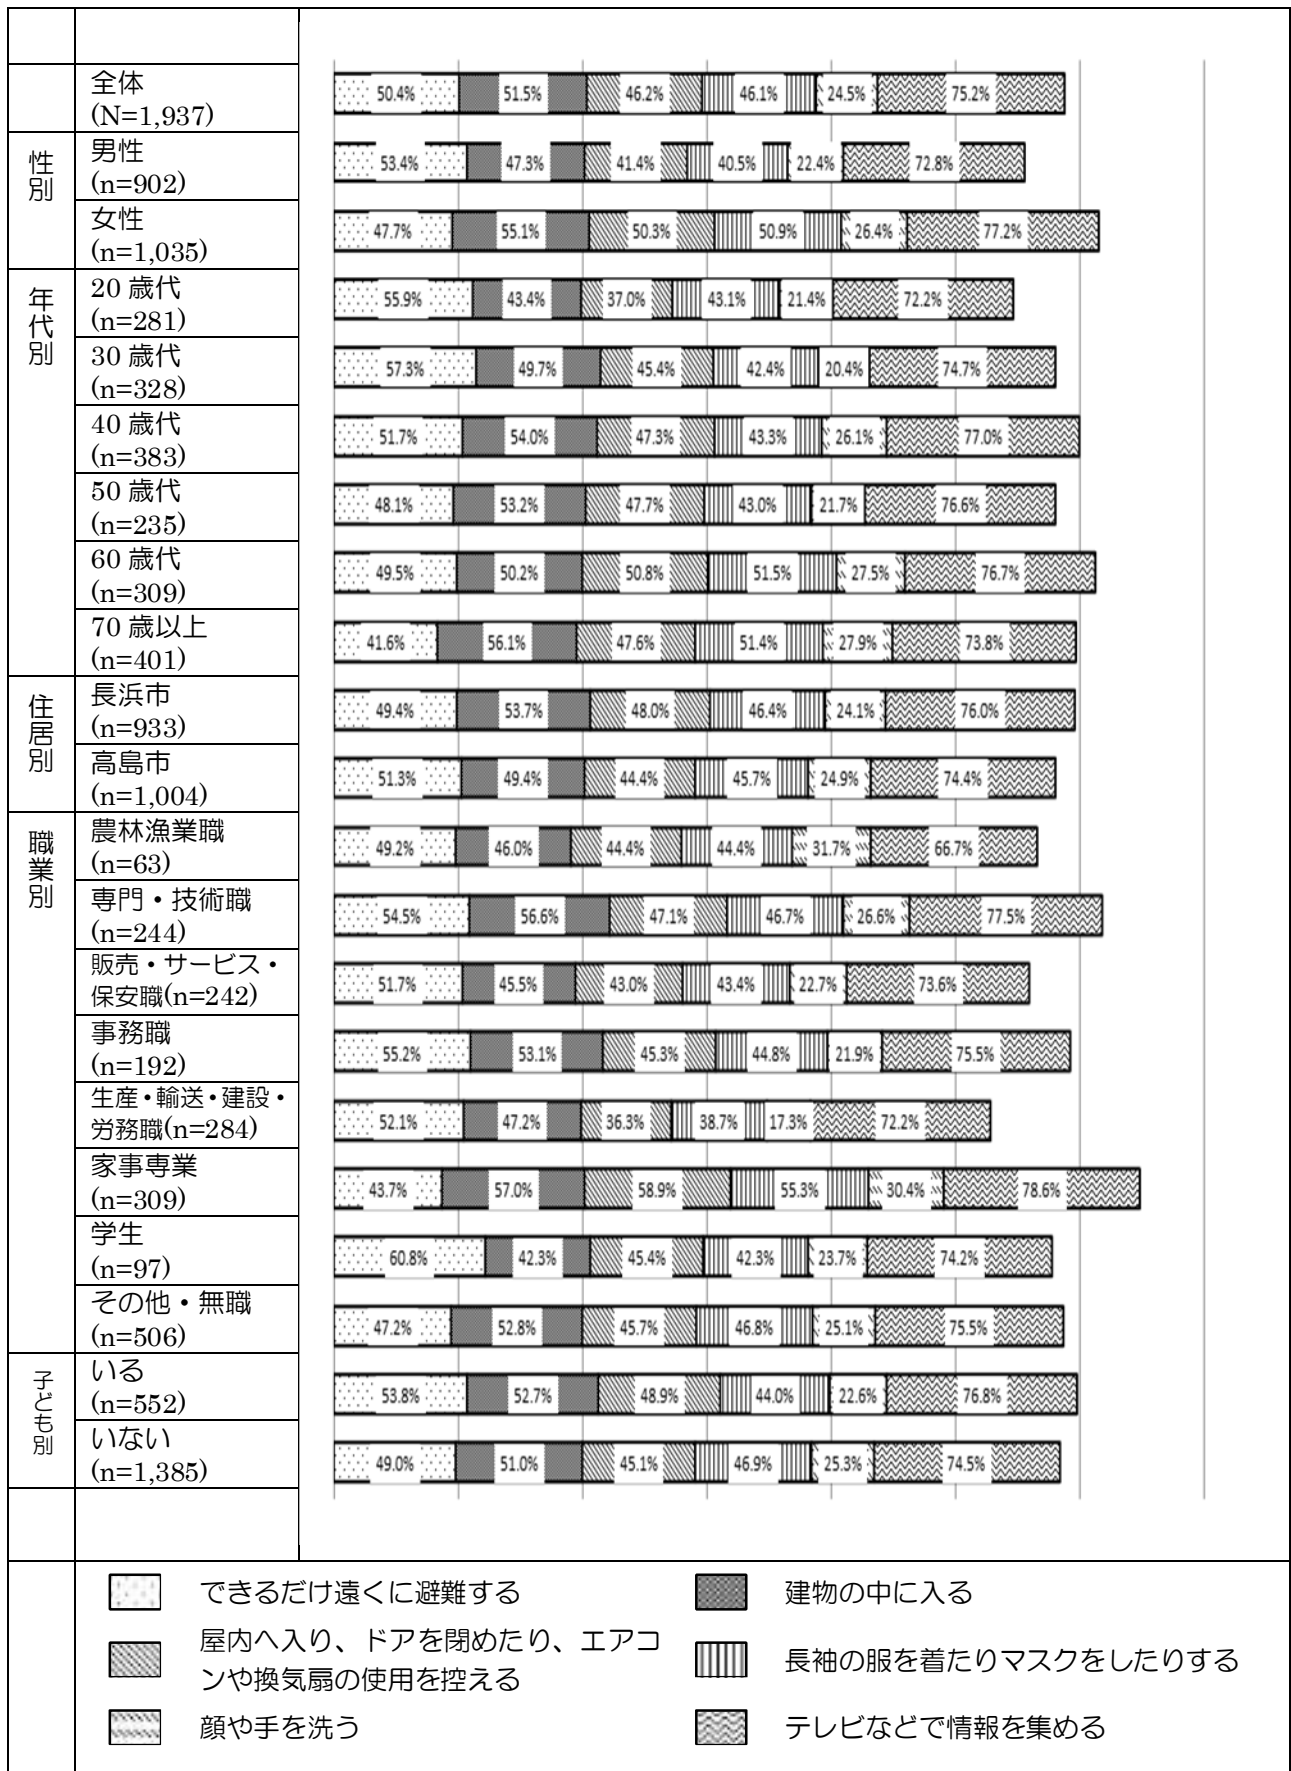 全体
(N=1,937)
50.4% 51.5% 46.2% 46.1% 24.5% 75.2%
性別
男性
(n=902)
53.4% 47.3% 41.4% 40.5% 22.4% 72.8%
女性
(n=1,035)
47.7% 55.1% 50.3% 50.9% 26.4% 77.2%
年代別
20 歳代
(n=281)
55.9% 43.4% 37.0% 43.1% 21.4% 72.2%
30 歳代
(n=328)
57.3% 49.7% 45.4% 42.4% 20.4% 74.7%
40 歳代
(n=383)
51.7% 54.0% 47.3% 43.3% 26.1% 77.0%
50 歳代
(n=235)
48.1% 53.2% 47.7% 43.0% 21.7% 76.6%
60 歳代
(n=309)
49.5% 50.2% 50.8% 51.5% 27.5% 76.7%
70 歳以上
(n=401)
41.6% 56.1% 47.6% 51.4% 27.9% 73.8%
住居別
長浜市
(n=933)
49.4% 53.7% 48.0% 46.4% 24.1% 76.0%
高島市
(n=1,004)
51.3% 49.4% 44.4% 45.7% 24.9% 74.4%
職業別
農林漁業職
(n=63)
49.2% 46.0% 44.4% 44.4% 31.7% 66.7%
専門・技術職
(n=244)
54.5% 56.6% 47.1% 46.7% 26.6% 77.5%
販売・サービス・
保安職(n=242)
51.7% 45.5% 43.0% 43.4% 22.7% 73.6%
事務職
(n=192)
55.2% 53.1% 45.3% 44.8% 21.9% 75.5%
生産・輸送・建設・
労務職(n=284)
52.1% 47.2% 36.3% 38.7% 17.3% 72.2%
家事専業
(n=309)
43.7% 57.0% 58.9% 55.3% 30.4% 78.6%
学生
(n=97)
60.8% 42.3% 45.4% 42.3% 23.7% 74.2%
その他・無職
(n=506)
47.2% 52.8% 45.7% 46.8% 25.1% 75.5%
子ども別
いる
(n=552)
53.8% 52.7% 48.9% 44.0% 22.6% 76.8%
いない
(n=1,385)
49.0% 51.0% 45.1% 46.9% 25.3% 74.5%
できるだけ遠くに避難する
建物の中に入る
屋内へ入り、ドアを閉めたり、エアコ
ンや換気扇の使用を控える
長袖の服を着たりマスクをしたりする
顔や手を洗う
テレビなどで情報を集める